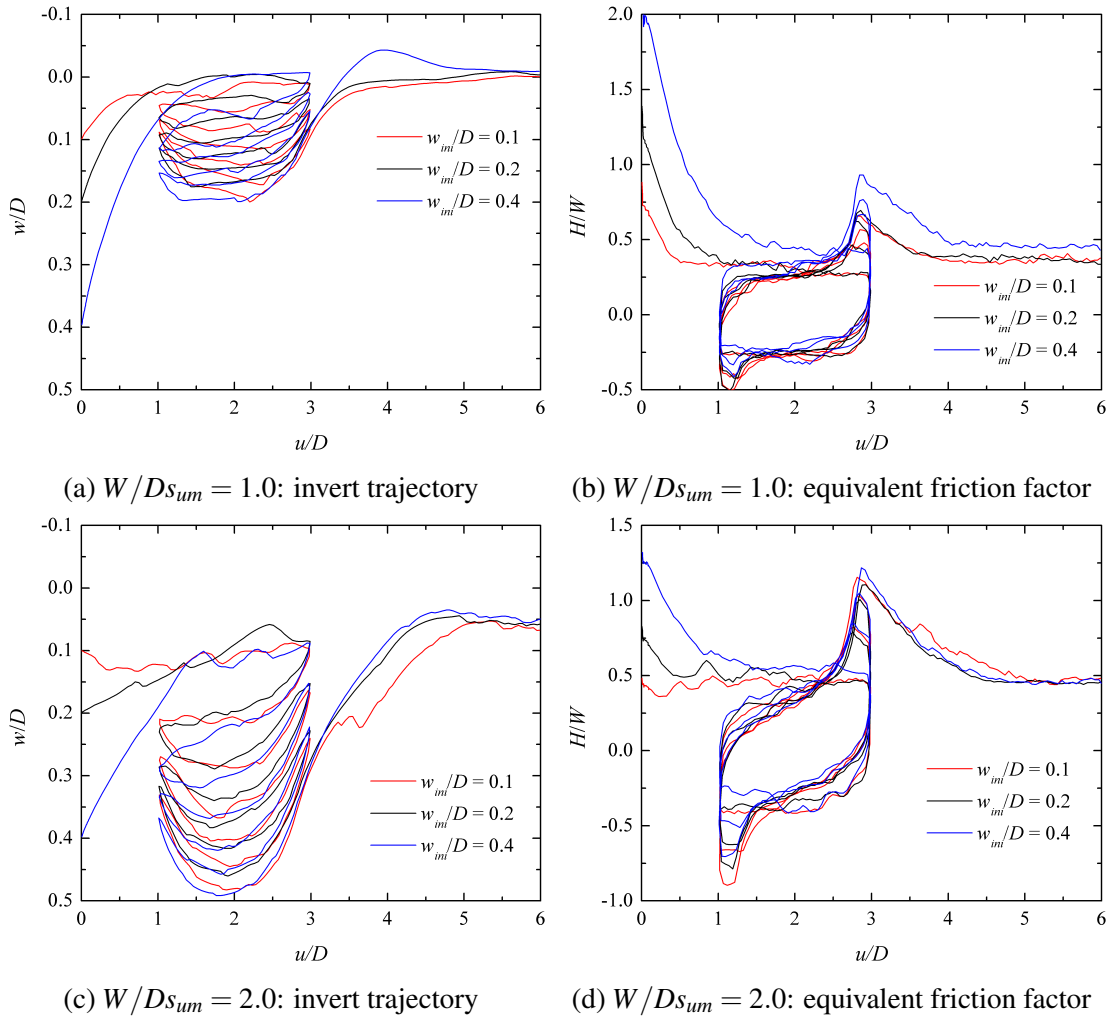 -0.1
0.0
0.1
0.2
0.3
0.4
0.5
w/D
0 1 2 3 4 5 6
u/D
w_ini/D = 0.1
w_ini/D = 0.2
w_ini/D = 0.4
(a) W/Ds_um = 1.0: invert trajectory
2.0
1.5
1.0
0.5
0.0
-0.5
H/W
0 1 2 3 4 5 6
u/D
w_ini/D = 0.1
w_ini/D = 0.2
w_ini/D = 0.4
(b) W/Ds_um = 1.0: equivalent friction factor
-0.1
0.0
0.1
0.2
0.3
0.4
0.5
w/D
0 1 2 3 4 5 6
u/D
w_ini/D = 0.1
w_ini/D = 0.2
w_ini/D = 0.4
(c) W/Ds_um = 2.0: invert trajectory
1.5
1.0
0.5
0.0
-0.5
-1.0
H/W
0 1 2 3 4 5 6
u/D
w_ini/D = 0.1
w_ini/D = 0.2
w_ini/D = 0.4
(d) W/Ds_um = 2.0: equivalent friction factor